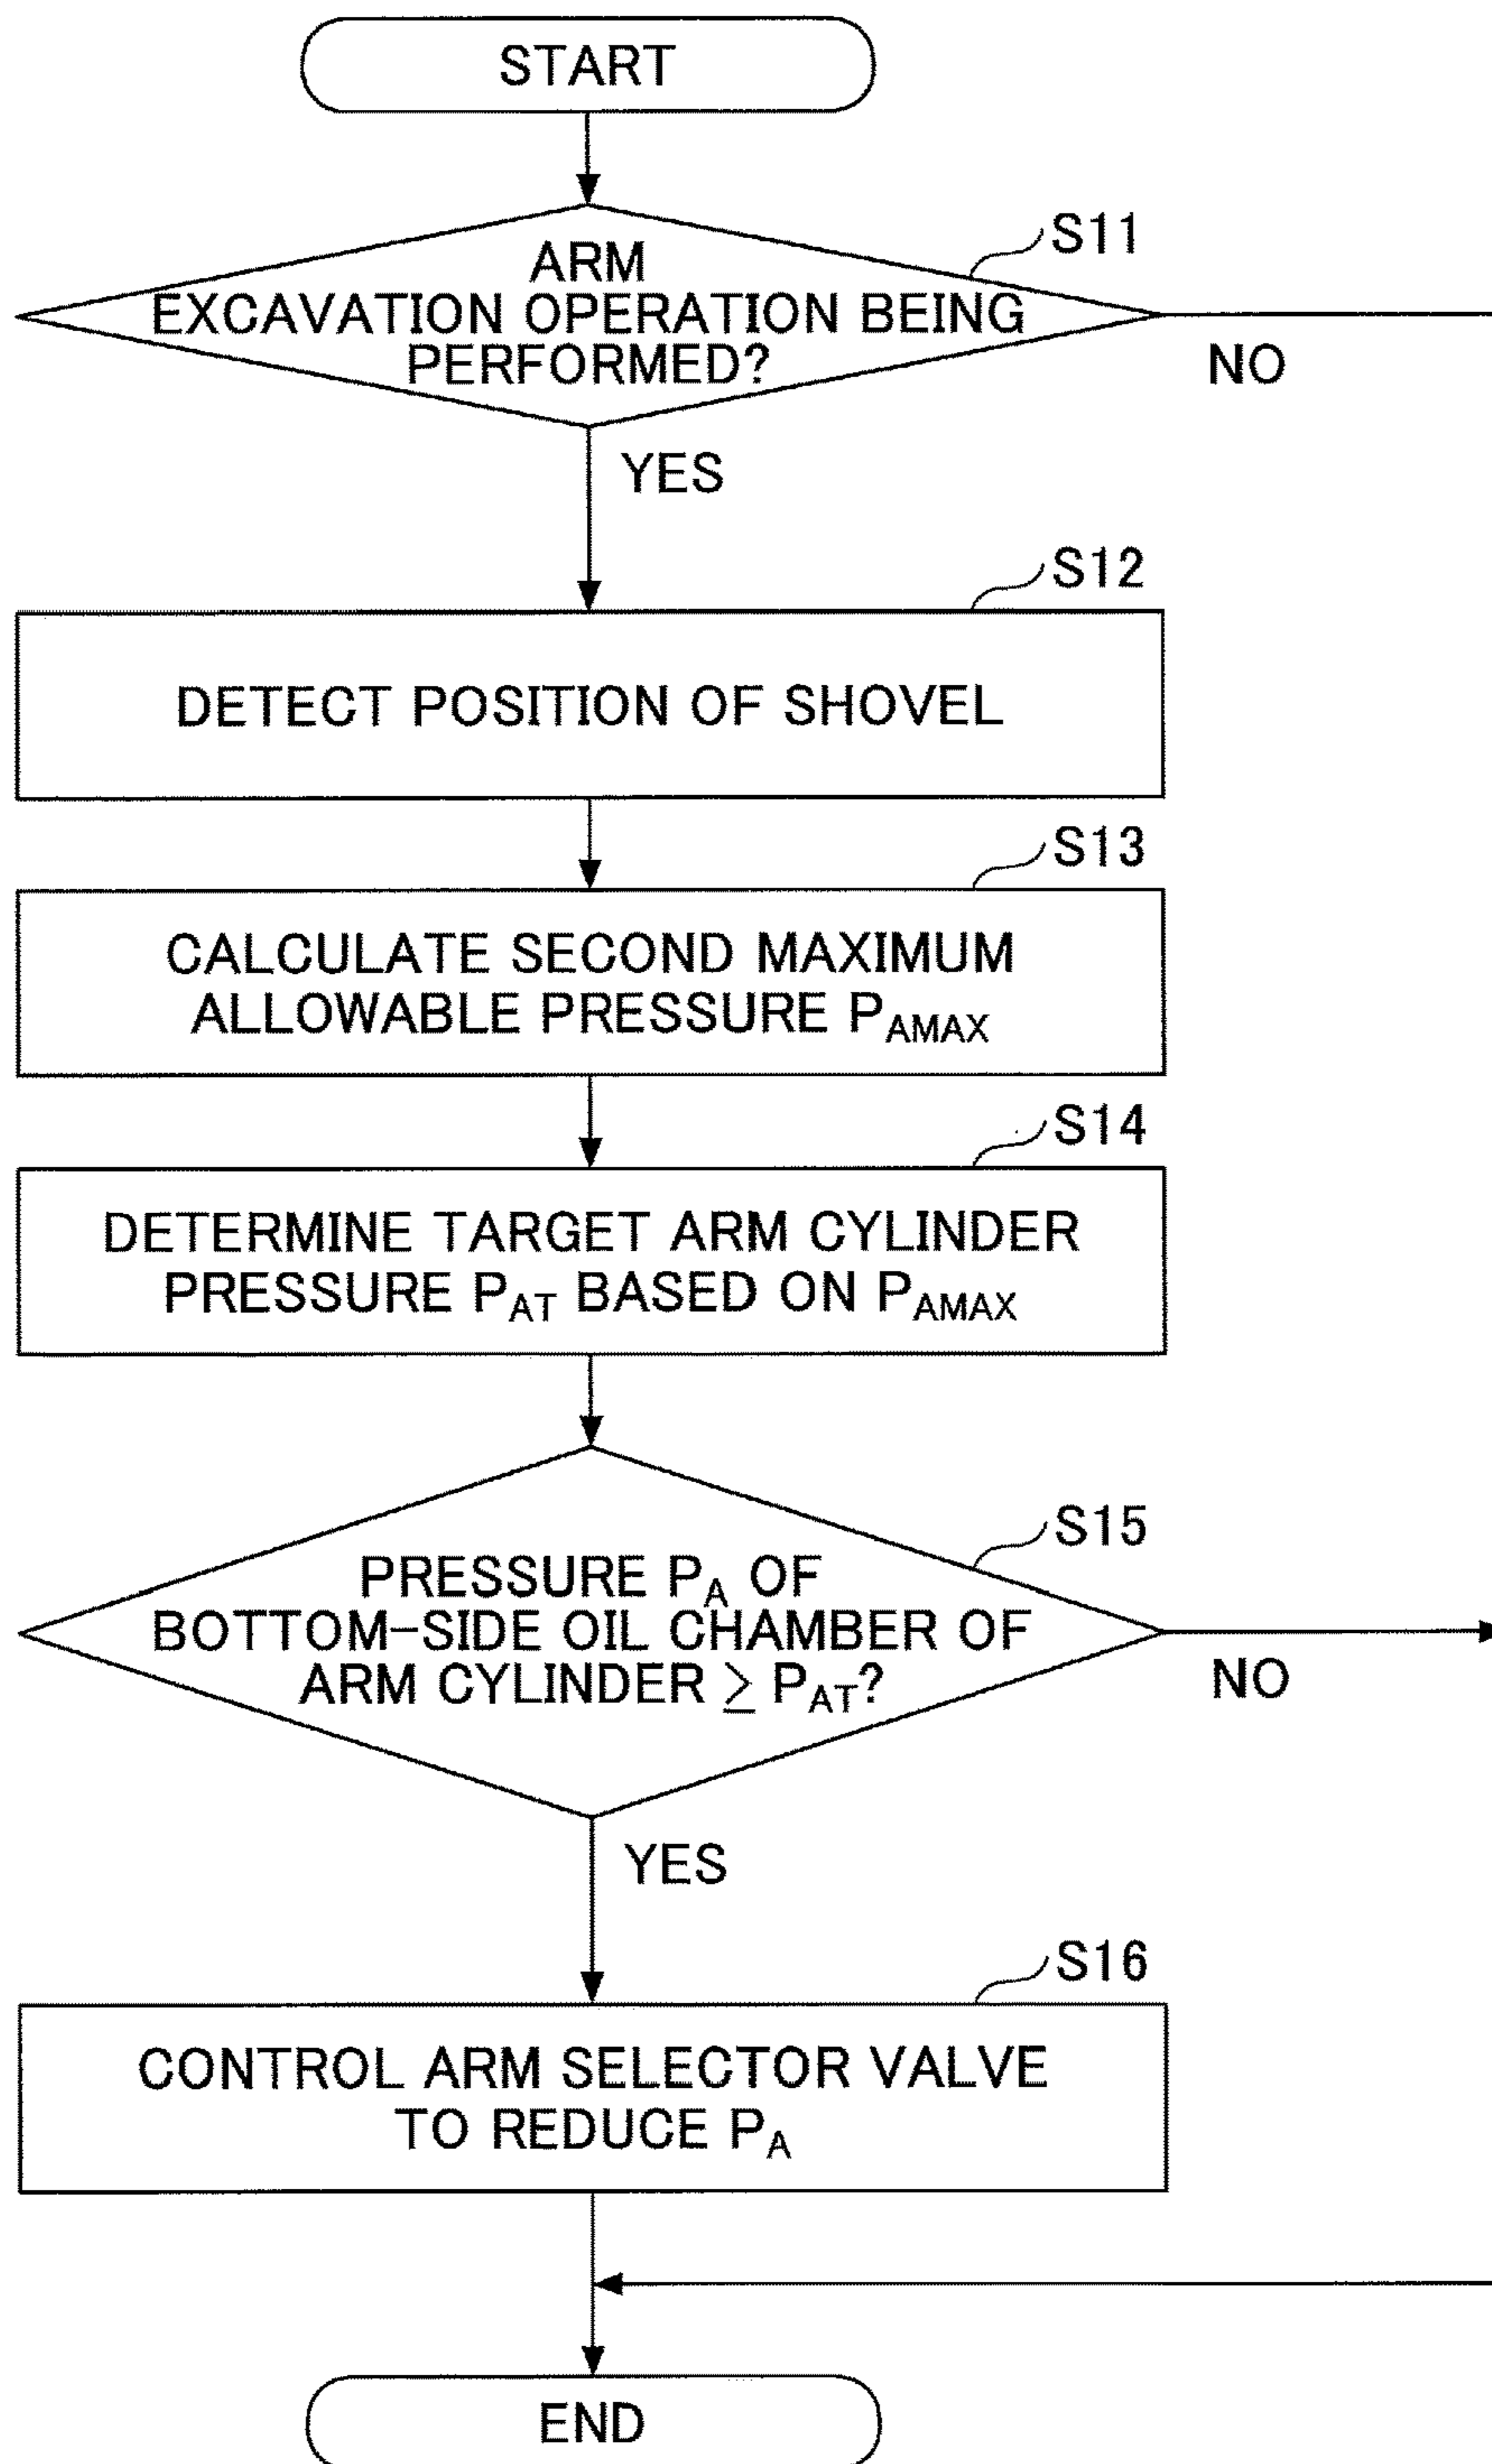 START
S11
ARM
EXCAVATION OPERATION BEING
PERFORMED?
NO
YES
S12
DETECT POSITION OF SHOVEL
S13
CALCULATE SECOND MAXIMUM
ALLOWABLE PRESSURE PAMAX
S14
DETERMINE TARGET ARM CYLINDER
PRESSURE PAT BASED ON PAMAX
S15
PRESSURE PA OF
BOTTOM-SIDE OIL CHAMBER OF
ARM CYLINDER ≥ PAT?
NO
YES
S16
CONTROL ARM SELECTOR VALVE
TO REDUCE PA
END